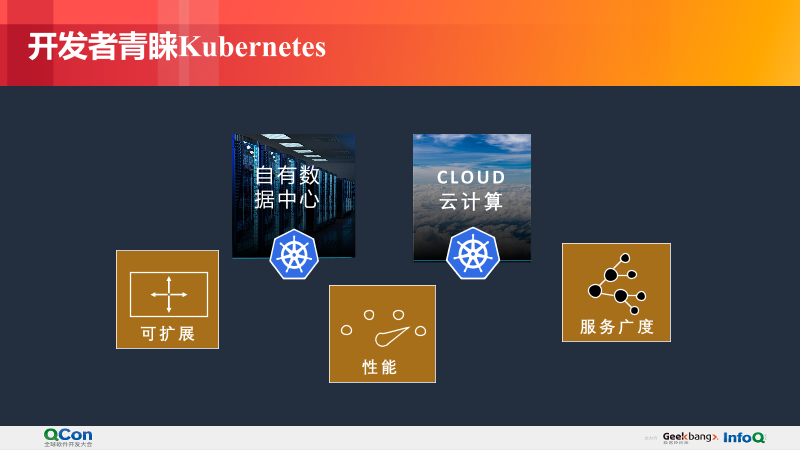 开发者青睐Kubernetes
自有数
据中心
CLOUD
云计算
可扩展
性能
服务广度
QCon
全球软件开发大会
Geekbang>.
InfoQ